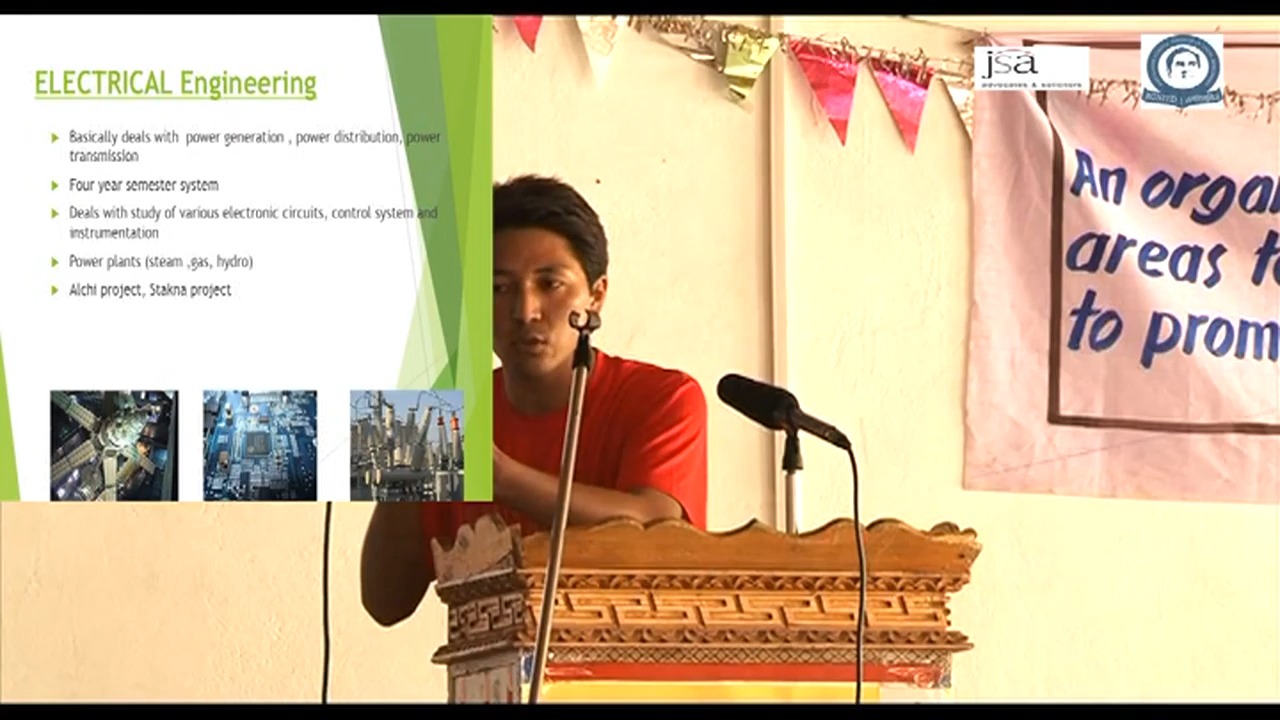 ELECTRICAL Engineering
Basically deals with power generation , power distribution, power
transmission
Four year semester system
Deals with study of various electronic circuits, control system and
instrumentation
Power plants (steam ,gas, hydro)
Alchi project, Stakna project
jsa
advocates & solicitors
An organ
areas to
to prom